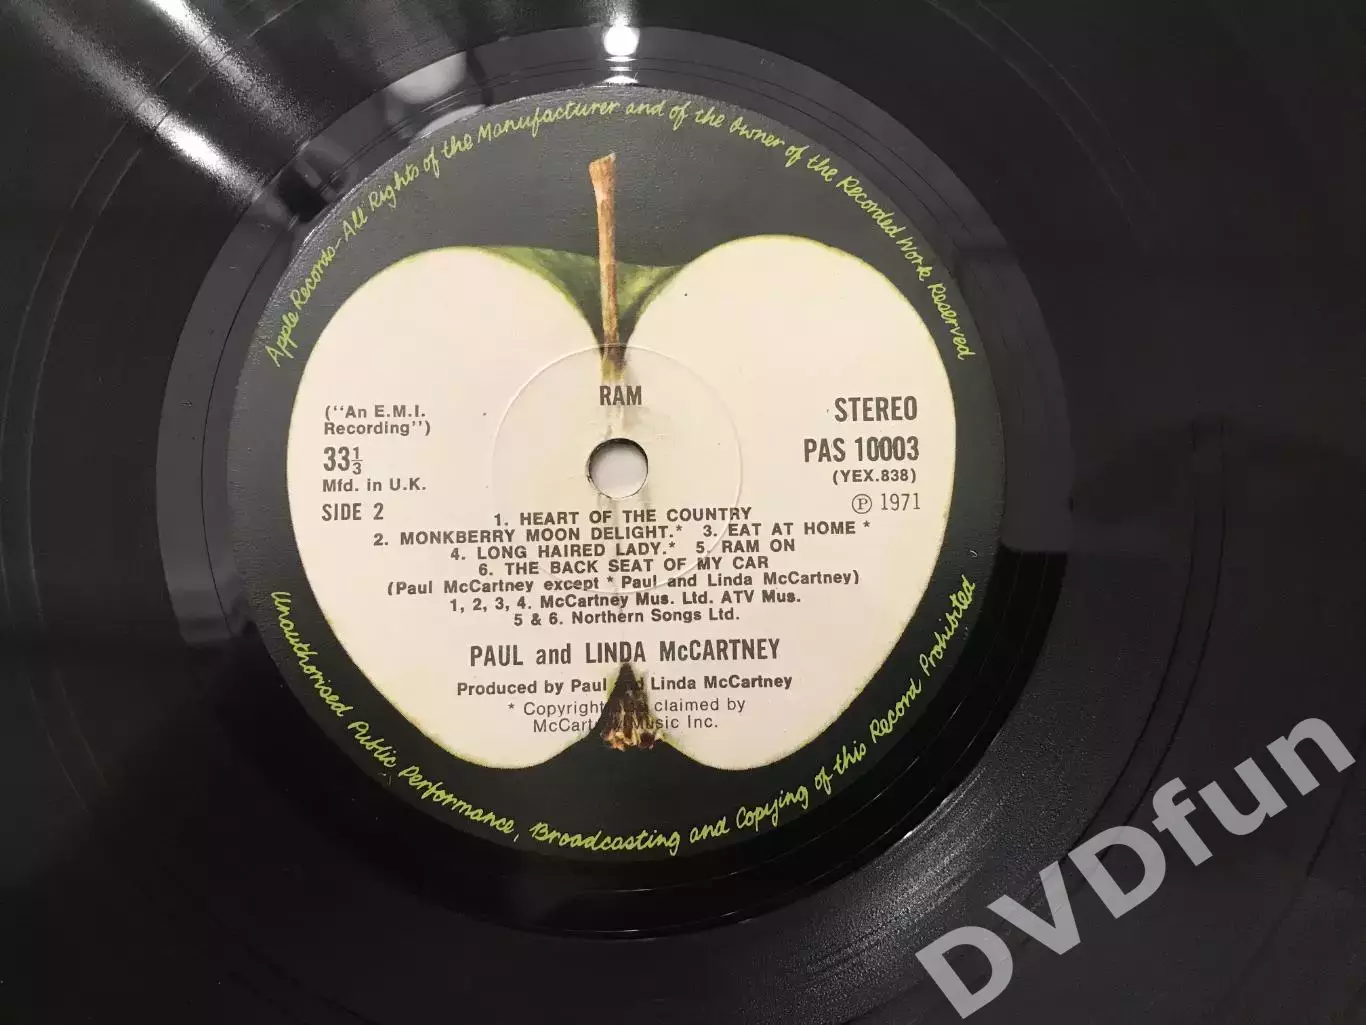 Apple Records-All Rights of the Manufacturer and of the Owner of the Recorded Work Reserved
RAM
("An E.M.I.
Recording")
33⅓
Mfd. in U.K.
SIDE 2
STEREO
PAS 10003
(YEX.838)
℗ 1971
1. HEART OF THE COUNTRY
2. MONKBERRY MOON DELIGHT.* 3. EAT AT HOME *
4. LONG HAIRED LADY.* 5. RAM ON
6. THE BACK SEAT OF MY CAR
(Paul McCartney except * Paul and Linda McCartney)
1, 2, 3, 4. McCartney Mus. Ltd. ATV Mus.
5 & 6. Northern Songs Ltd.
PAUL and LINDA McCARTNEY
Produced by Paul and Linda McCartney
* Copyright also claimed by
McCartney Music Inc.
Unauthorised Public Performance, Broadcasting and Copying of this Record Prohibited
DVDfun